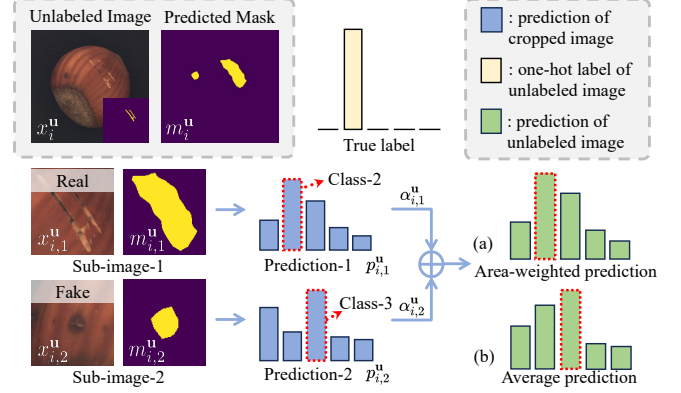 Unlabeled Image
Predicted Mask
x_i^u
m_i^u
True label
: prediction of
cropped image
: one-hot label of
unlabeled image
: prediction of
unlabeled image
Real
x_{i,1}^u
m_{i,1}^u
Sub-image-1
Class-2
Prediction-1 p_{i,1}^u
α_{i,1}^u
(a)
Area-weighted prediction
Fake
x_{i,2}^u
m_{i,2}^u
Sub-image-2
Class-3
Prediction-2 p_{i,2}^u
α_{i,2}^u
(b)
Average prediction